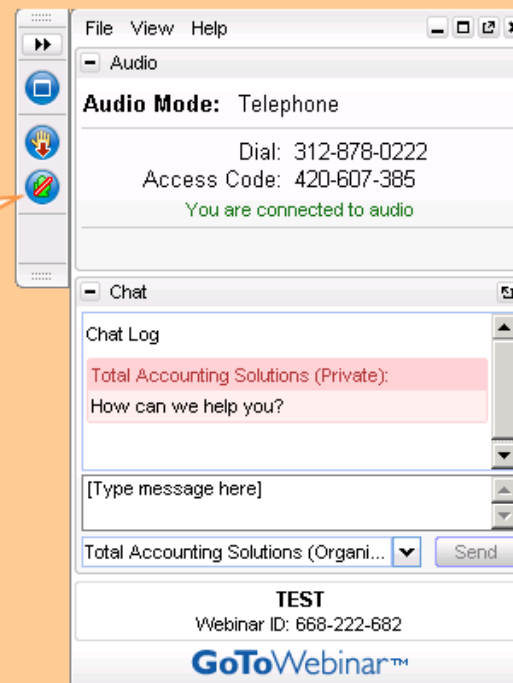 File View Help
Audio
Audio Mode: Telephone
Dial: 312-878-0222
Access Code: 420-607-385
You are connected to audio
Chat
Chat Log
Total Accounting Solutions (Private):
How can we help you?
[Type message here]
Total Accounting Solutions (Organi... Send
TEST
Webinar ID: 668-222-682
GoToWebinar™